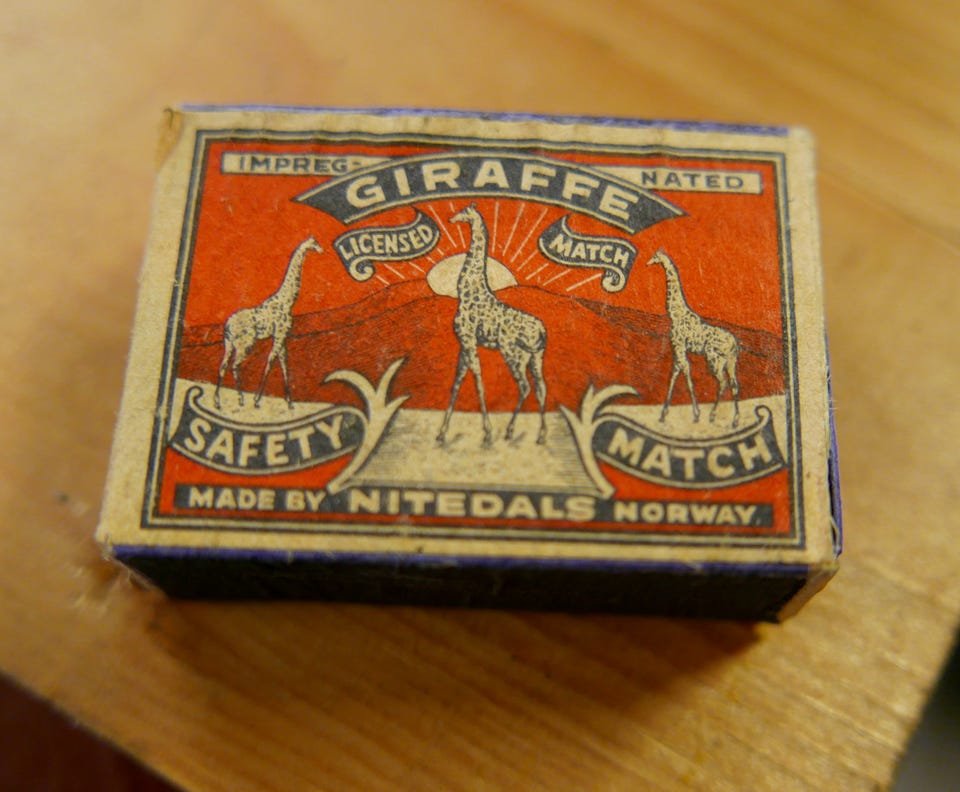 IMPREG-
GIRAFFE
NATED
LICENSED
MATCH
SAFETY
MATCH
MADE BY NITEDALS NORWAY.